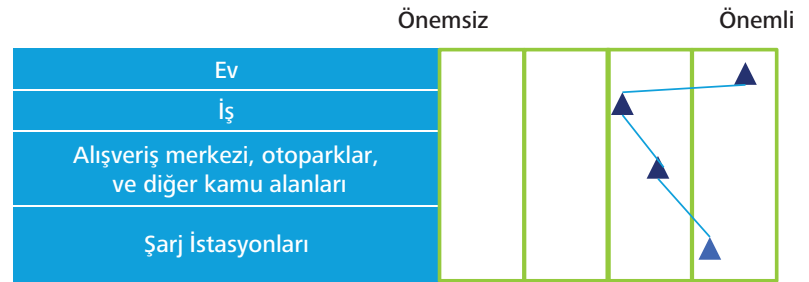 Önemsiz Önemli
Ev
İş
Alışveriş merkezi, otoparklar,
ve diğer kamu alanları
Şarj İstasyonları